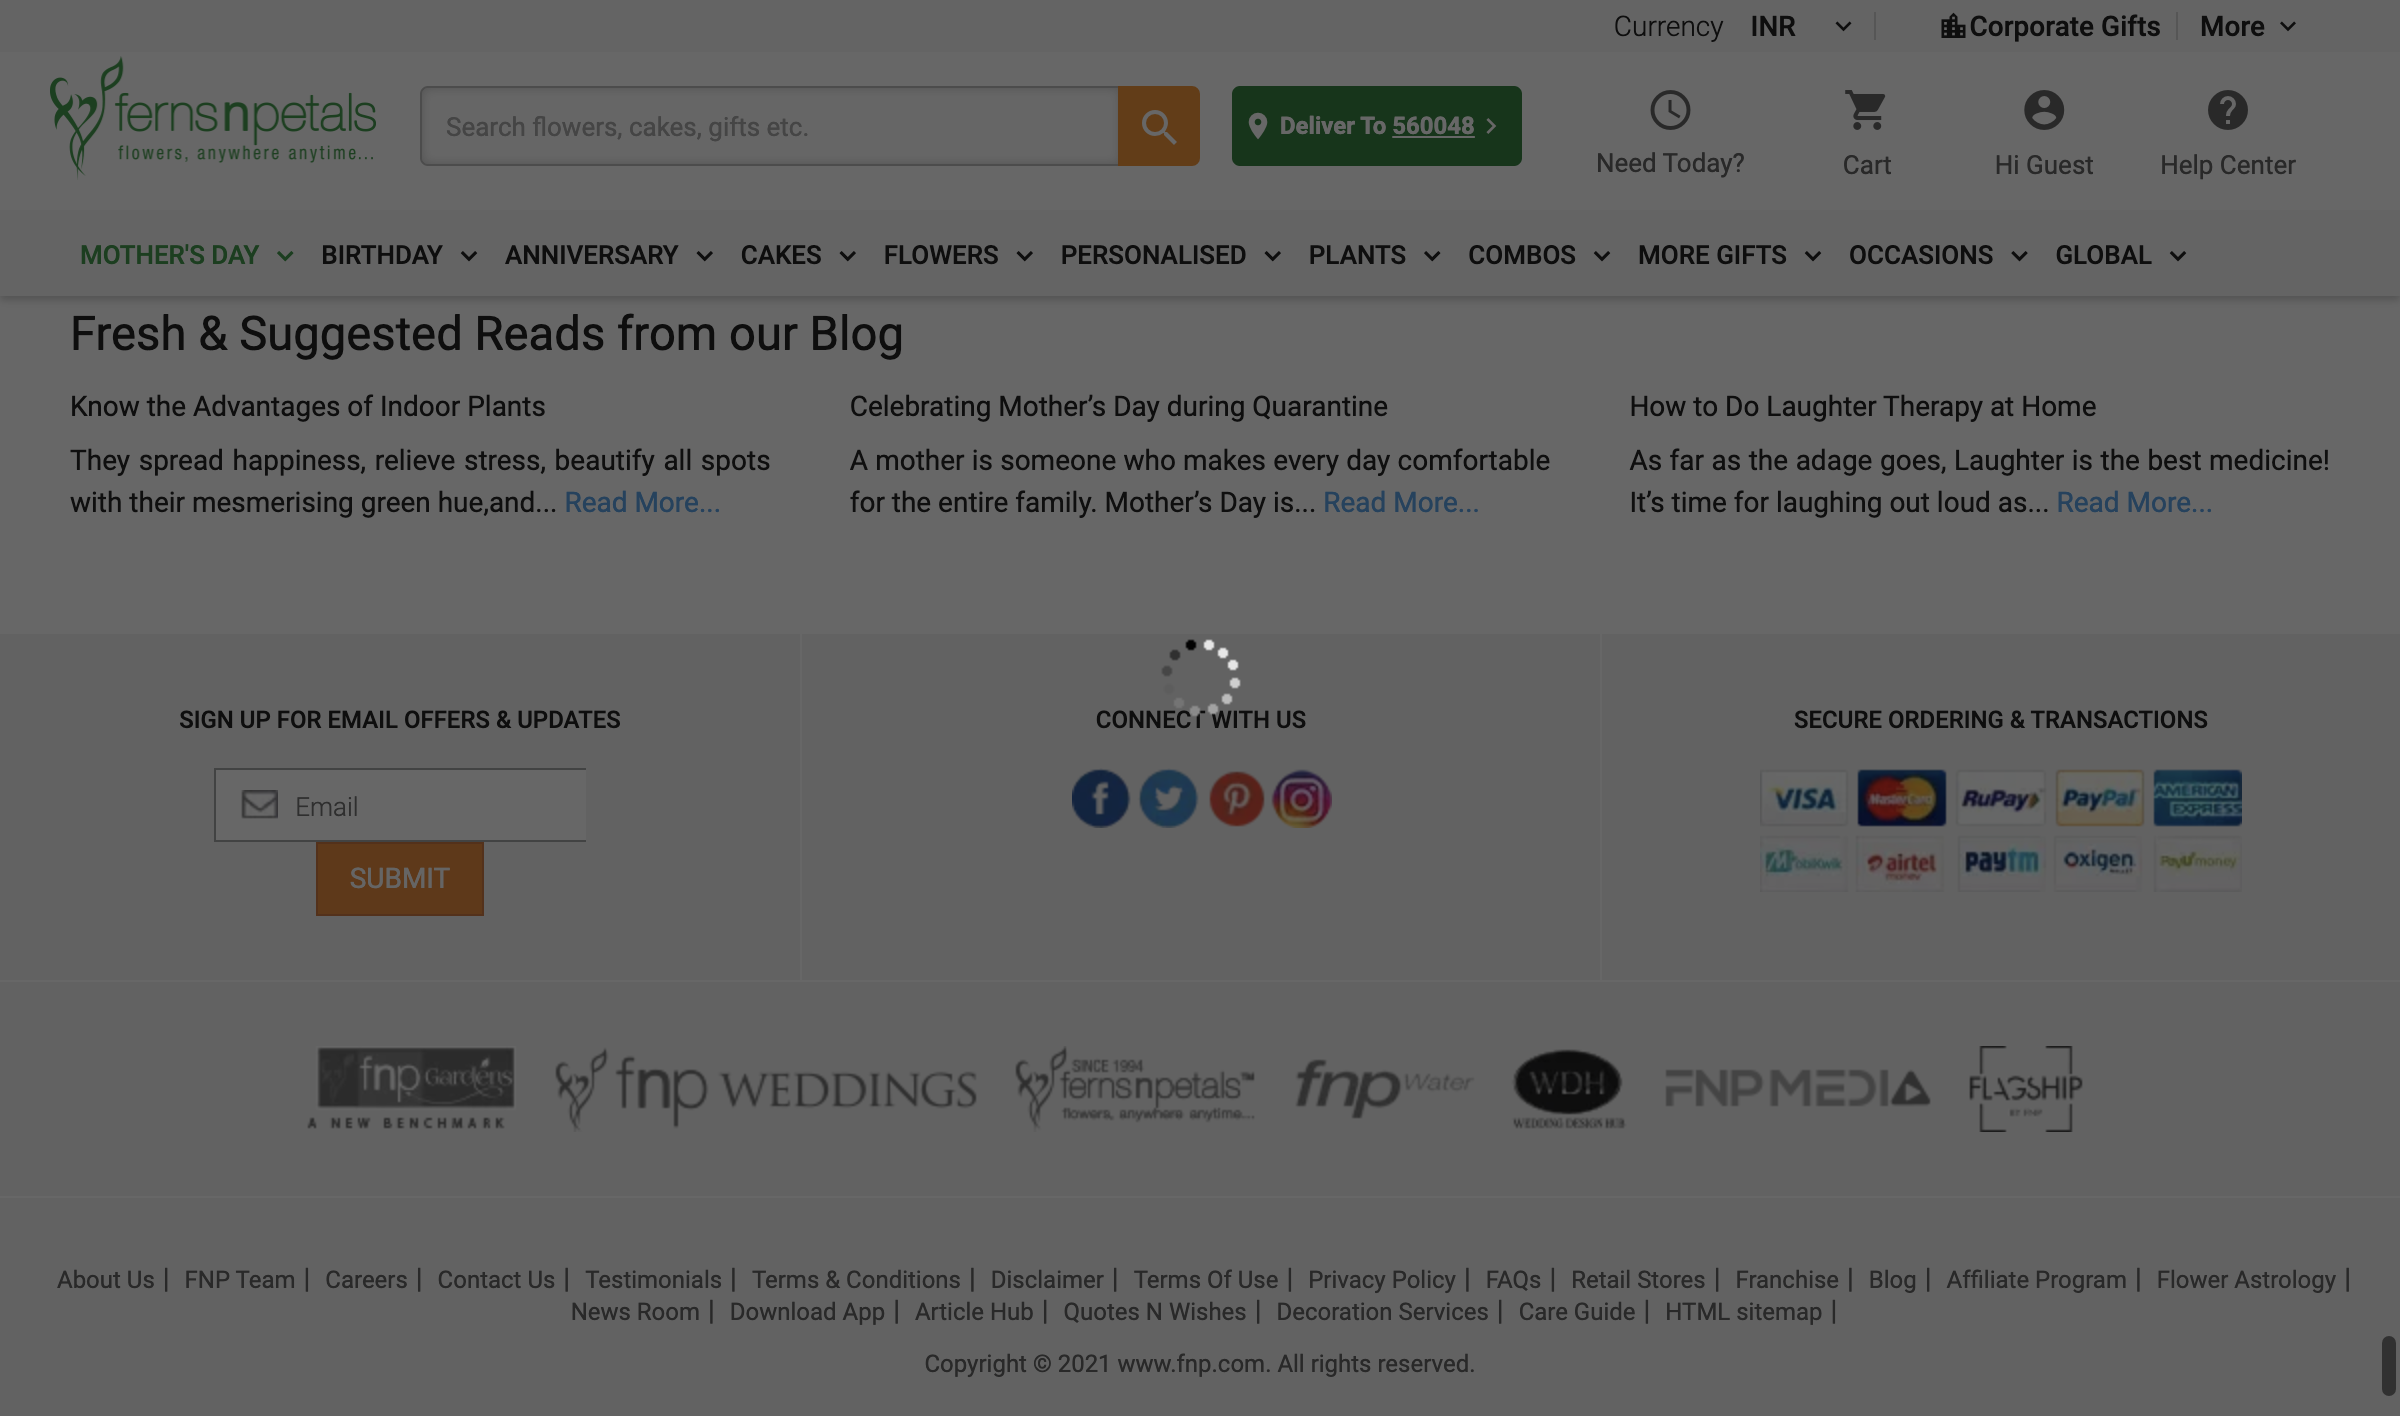 Currency INR Corporate Gifts More
fernsnpetals
flowers, anywhere anytime...
Search flowers, cakes, gifts etc.
Deliver To 560048
Need Today? Cart Hi Guest Help Center
MOTHER'S DAY BIRTHDAY ANNIVERSARY CAKES FLOWERS PERSONALISED PLANTS COMBOS MORE GIFTS OCCASIONS GLOBAL
Fresh & Suggested Reads from our Blog
Know the Advantages of Indoor Plants
They spread happiness, relieve stress, beautify all spots
with their mesmerising green hue,and... Read More...
Celebrating Mother’s Day during Quarantine
A mother is someone who makes every day comfortable
for the entire family. Mother’s Day is... Read More...
How to Do Laughter Therapy at Home
As far as the adage goes, Laughter is the best medicine!
It’s time for laughing out loud as... Read More...
SIGN UP FOR EMAIL OFFERS & UPDATES
Email
SUBMIT
CONNECT WITH US
SECURE ORDERING & TRANSACTIONS
VISA MasterCard RuPay PayPal AMERICAN EXPRESS
MobiKwik airtel money paytm oxigen WALLET PayU money
fnp Gardens
A NEW BENCHMARK
fnp WEDDINGS
SINCE 1994
fernsnpetals™
flowers, anywhere anytime...
fnp Water
WDH
WEDDING DESIGN HUB
FNP MEDIA
FLAGSHIP
BY FNP
About Us | FNP Team | Careers | Contact Us | Testimonials | Terms & Conditions | Disclaimer | Terms Of Use | Privacy Policy | FAQs | Retail Stores | Franchise | Blog | Affiliate Program | Flower Astrology |
News Room | Download App | Article Hub | Quotes N Wishes | Decoration Services | Care Guide | HTML sitemap |
Copyright © 2021 www.fnp.com. All rights reserved.